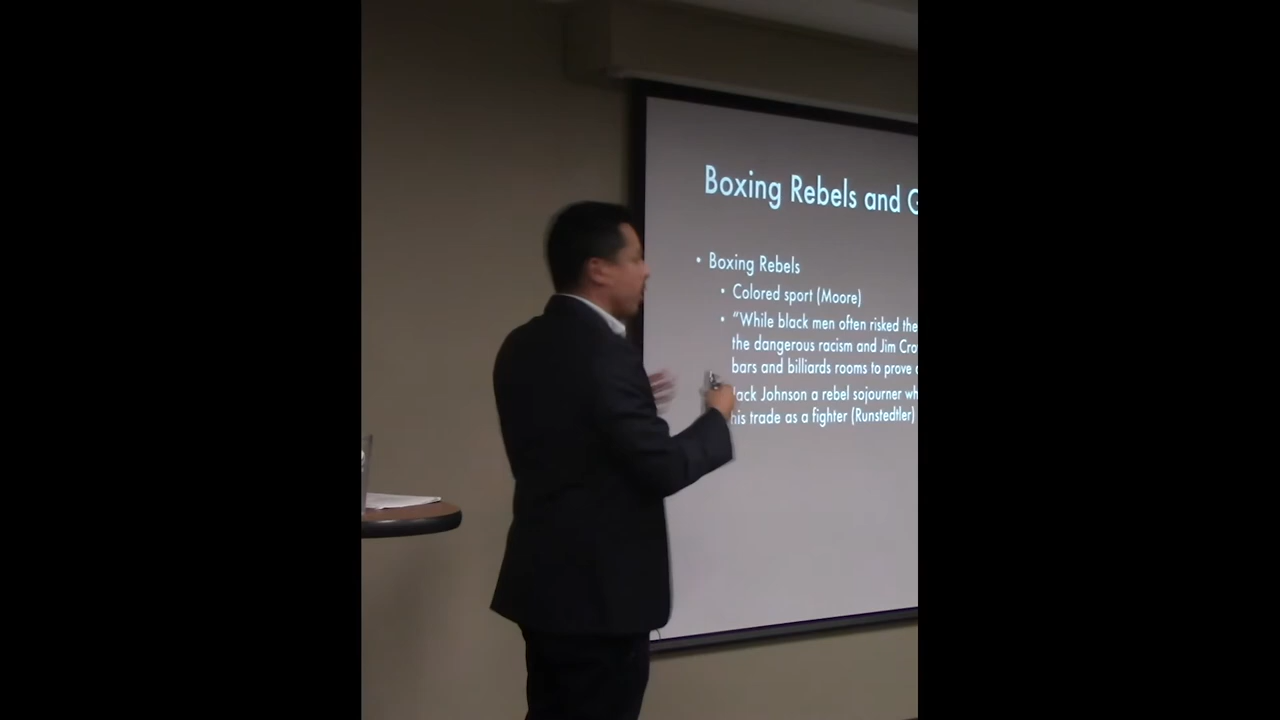 Boxing Rebels and G
• Boxing Rebels
• Colored sport (Moore)
• “While black men often risked the
the dangerous racism and Jim Cro
bars and billiards rooms to prove
ack Johnson a rebel sojourner wh
his trade as a fighter (Runstedtler)